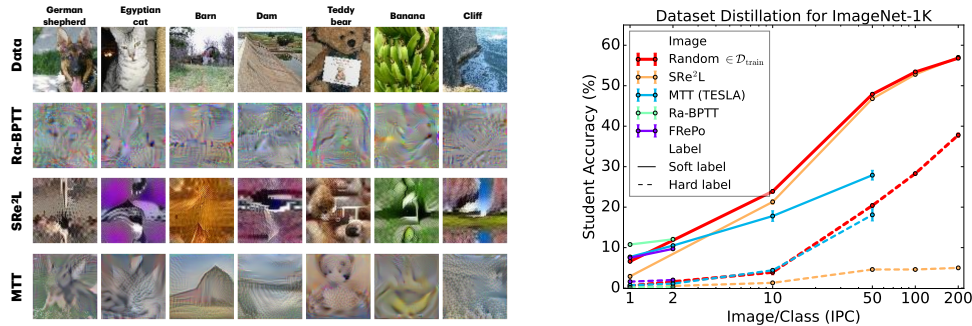 German shepherd
Egyptian cat
Barn
Dam
Teddy bear
Banana
Cliff
Data
Ra-BPTT
SRe²L
MTT
Dataset Distillation for ImageNet-1K
Student Accuracy (%)
60
50
40
30
20
10
0
Image
Random ∈ 𝒟train
SRe²L
MTT (TESLA)
Ra-BPTT
FRePo
Label
Soft label
Hard label
1 2 10 50 100 200
Image/Class (IPC)